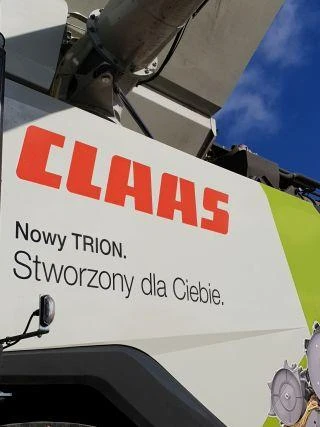 CLAAS
Nowy TRION.
Stworzony dla Ciebie.